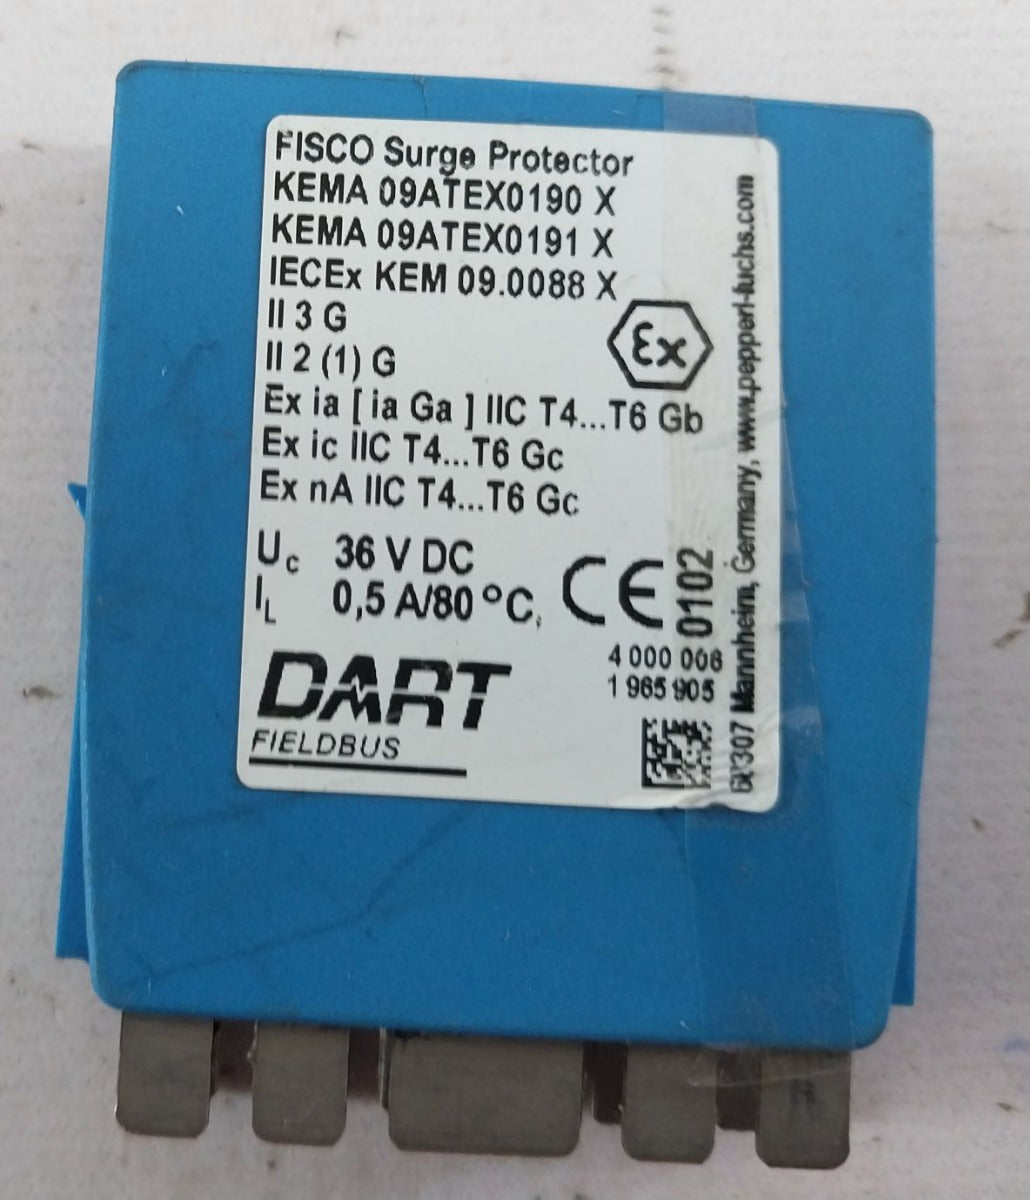 FISCO Surge Protector
KEMA 09ATEX0190 X
KEMA 09ATEX0191 X
IECEx KEM 09.0088 X
II 3 G
II 2 (1) G
Ex
Ex ia [ ia Ga ] IIC T4...T6 Gb
Ex ic IIC T4...T6 Gc
Ex nA IIC T4...T6 Gc
Uc 36 V DC
IL 0,5 A/80 °C,
CE 0102
4 000 006
1 965 905
DART
FIELDBUS
68307 Mannheim, Germany, www.pepperl-fuchs.com